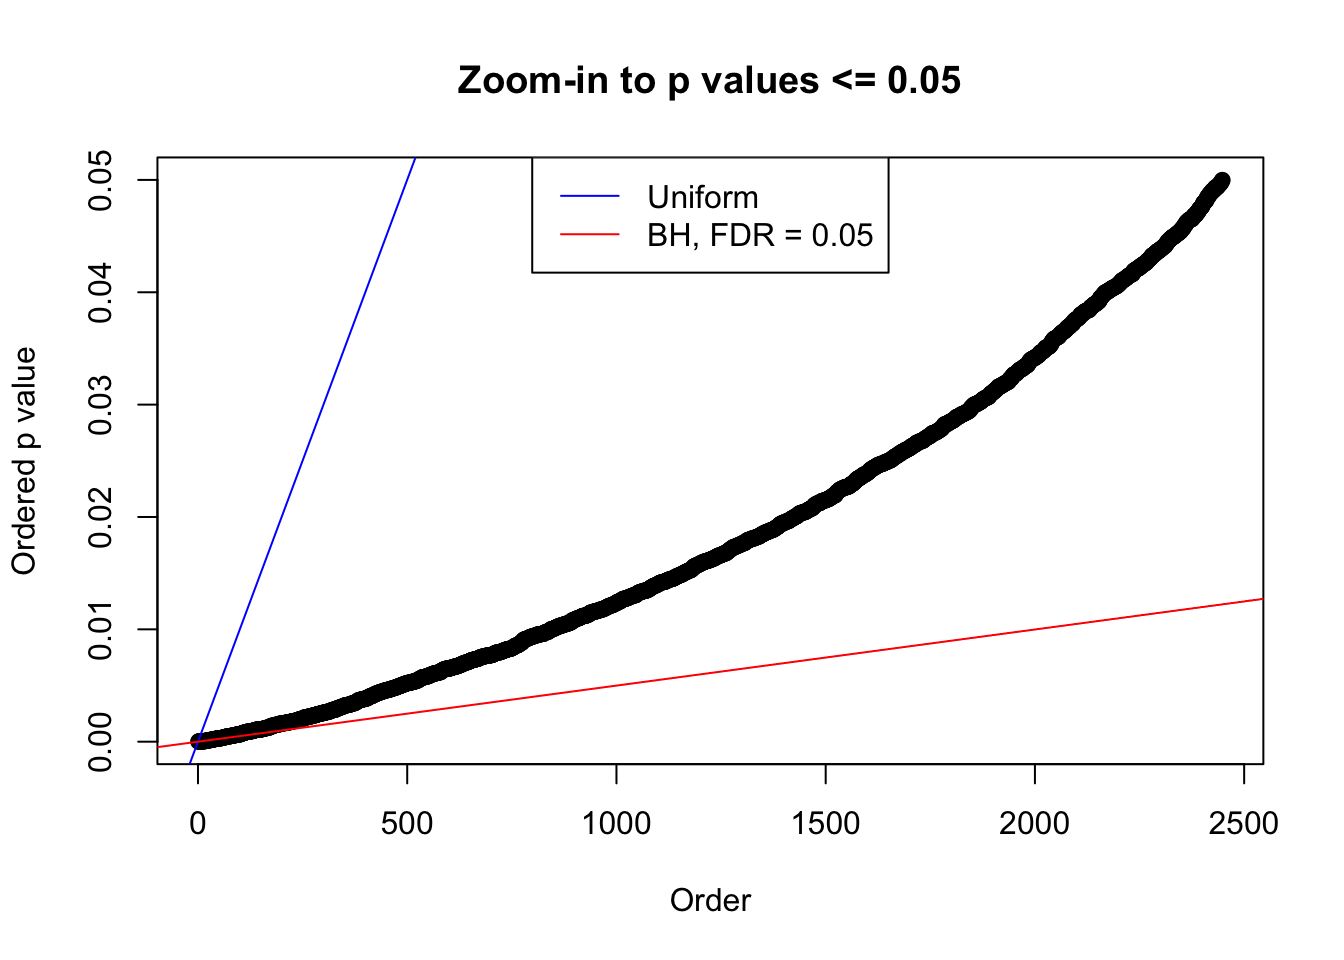 Zoom-in to p values <= 0.05
Uniform
BH, FDR = 0.05
Ordered p value
0.00
0.01
0.02
0.03
0.04
0.05
0
500
1000
1500
2000
2500
Order